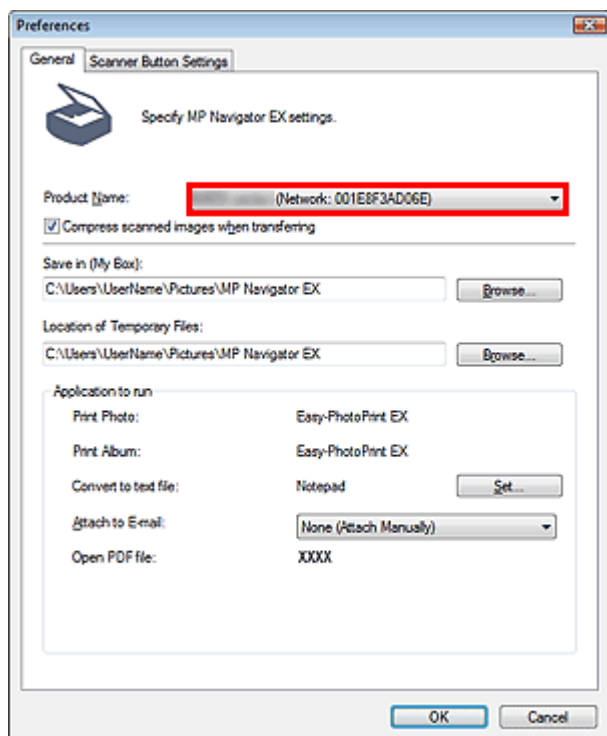 Preferences
General Scanner Button Settings
Specify MP Navigator EX settings.
Product Name: (Network: 001E8F3AD06E)
Compress scanned images when transferring
Save in (My Box):
C:\Users\UserName\Pictures\MP Navigator EX Browse...
Location of Temporary Files:
C:\Users\UserName\Pictures\MP Navigator EX Browse...
Application to run
Print Photo: Easy-PhotoPrint EX
Print Album: Easy-PhotoPrint EX
Convert to text file: Notepad Set...
Attach to E-mail: None (Attach Manually)
Open PDF file: XXXX
OK Cancel